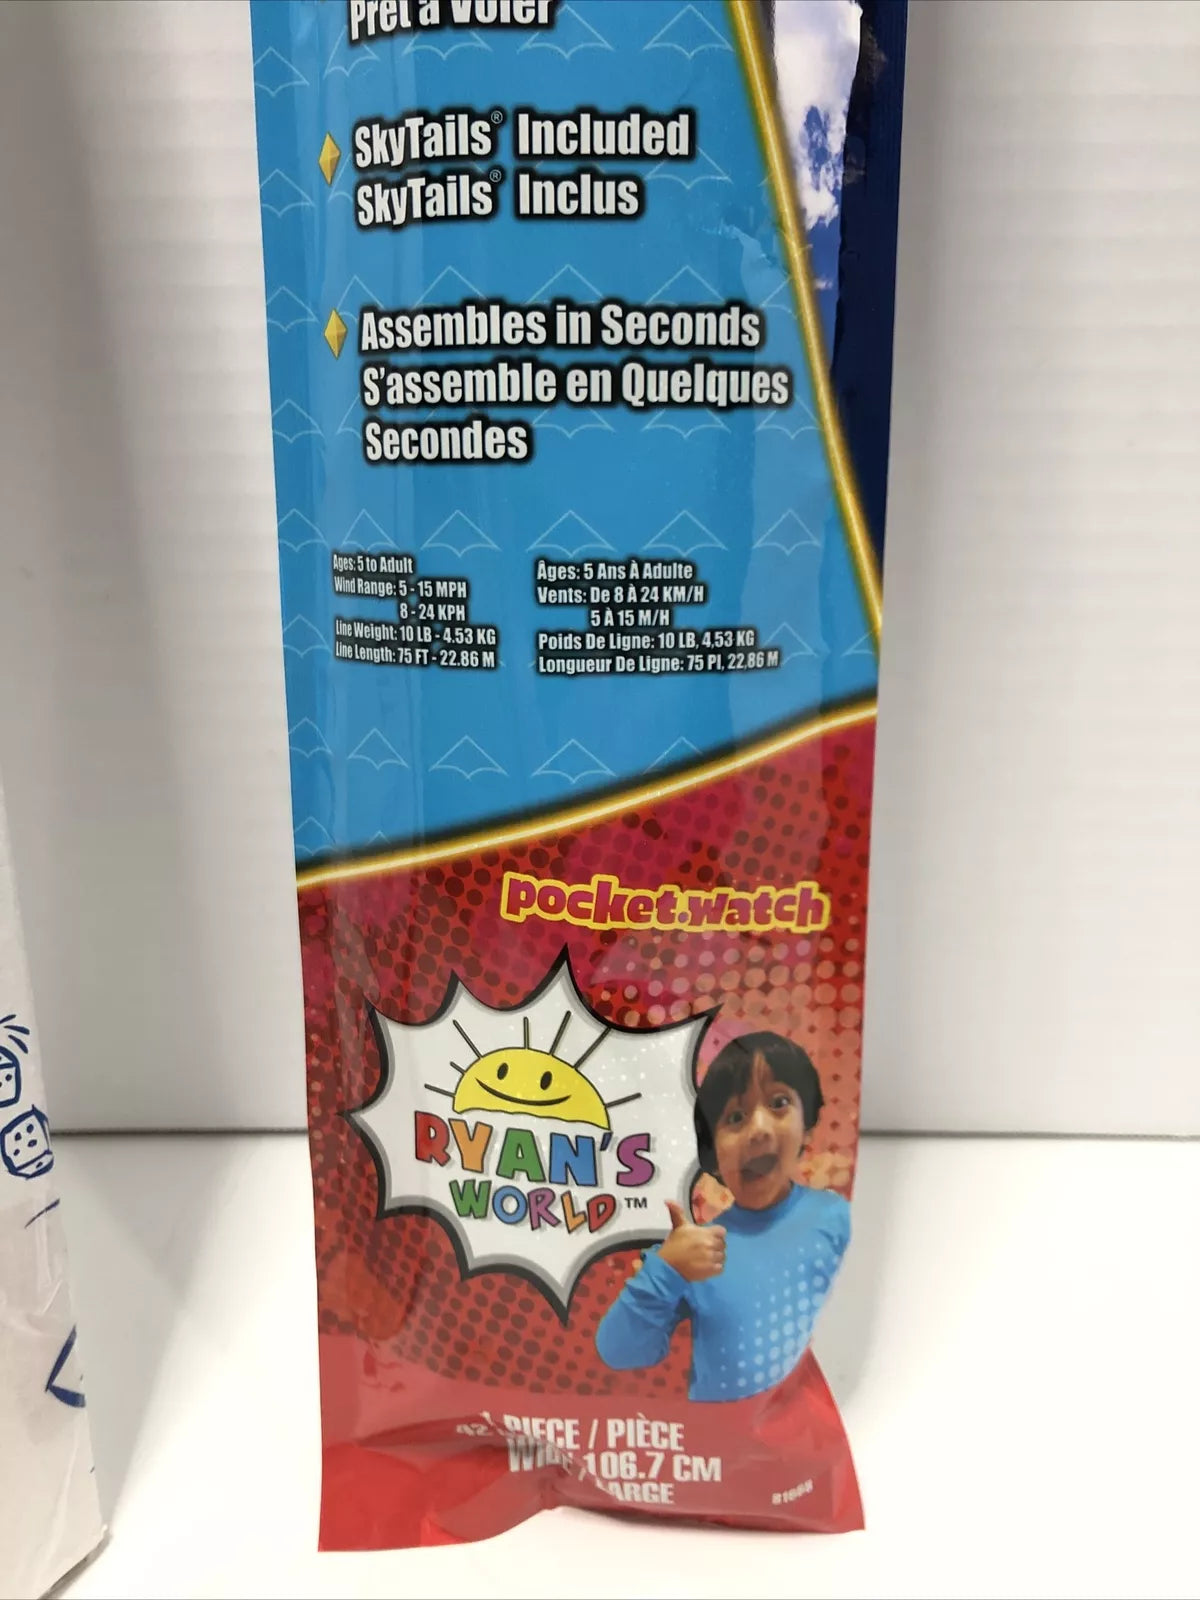 Prêt à Voler
SkyTails® Included
SkyTails® Inclus
Assembles in Seconds
S'assemble en Quelques
Secondes
Ages: 5 to Adult
Wind Range: 5 - 15 MPH
8 - 24 KPH
Line Weight: 10 LB - 4.53 KG
Line Length: 75 FT - 22.86 M
Âges: 5 Ans À Adulte
Vents: De 8 À 24 KM/H
5 À 15 M/H
Poids De Ligne: 10 LB, 4,53 KG
Longueur De Ligne: 75 PI, 22,86 M
pocket.watch
RYAN'S
WORLD™
PIECE / PIÈCE
42" 106.7 CM